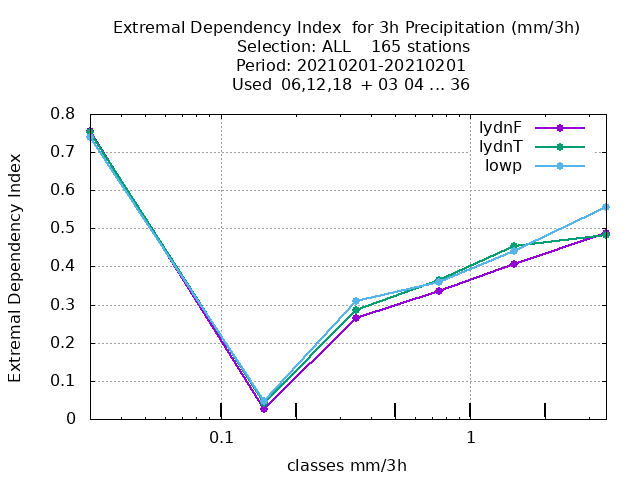 Extremal Dependency Index  for 3h Precipitation (mm/3h)
Selection: ALL    165 stations
Period: 20210201-20210201
Used  06,12,18  + 03 04 ... 36
lydnF
lydnT
lowp
Extremal Dependency Index
0.8
0.7
0.6
0.5
0.4
0.3
0.2
0.1
0
0.1
1
classes mm/3h